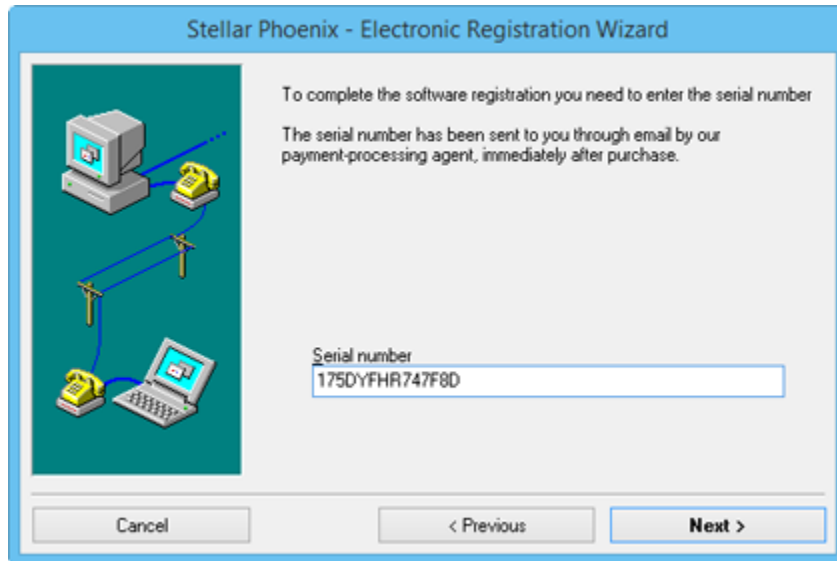 Stellar Phoenix - Electronic Registration Wizard
To complete the software registration you need to enter the serial number
The serial number has been sent to you through email by our
payment-processing agent, immediately after purchase.
Serial number
175DYFHR747F8D
Cancel
< Previous
Next >